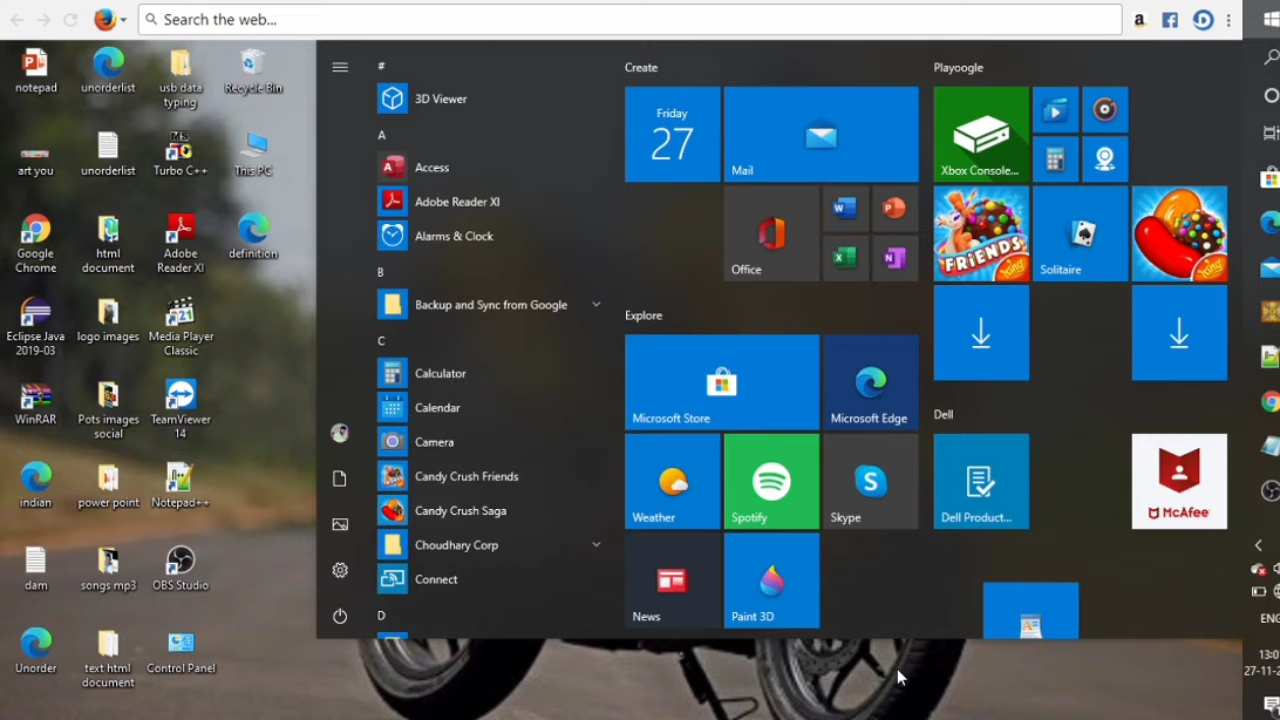 Search the web...
notepad
unorderlist
usb data
typing
Recycle Bin
art you
unorderlist
Turbo C++
This PC
Google
Chrome
html
document
Adobe
Reader XI
definition
Eclipse Java
2019-03
logo images
Media Player
Classic
WinRAR
Pots images
social
TeamViewer
14
indian
power point
Notepad++
dam
songs mp3
OBS Studio
Unorder
text html
document
Control Panel
#
3D Viewer
A
Access
Adobe Reader XI
Alarms & Clock
B
Backup and Sync from Google
C
Calculator
Calendar
Camera
Candy Crush Friends
Candy Crush Saga
Choudhary Corp
Connect
D
Create
Friday
27
Mail
Office
Explore
Microsoft Store
Microsoft Edge
Weather
Spotify
Skype
News
Paint 3D
Playoogle
Xbox Console...
FRIENDS
King
Solitaire
King
Dell
Dell Product...
McAfee
ENG
13:0
27-11-2